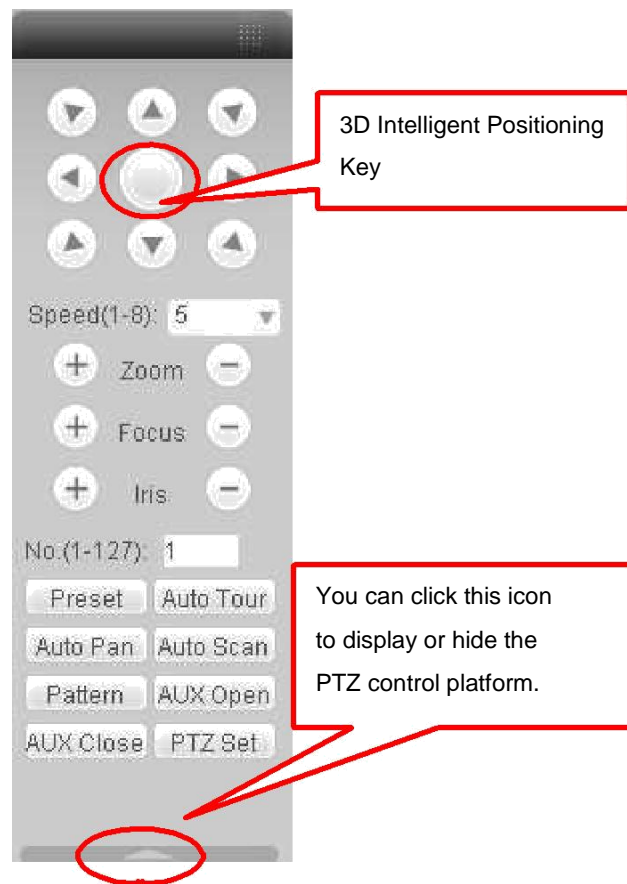 3D Intelligent Positioning
Key
Speed(1-8): 5
Zoom
Focus
Iris
No.(1-127): 1
Preset Auto Tour
Auto Pan Auto Scan
Pattern AUX Open
AUX Close PTZ Set
You can click this icon
to display or hide the
PTZ control platform.